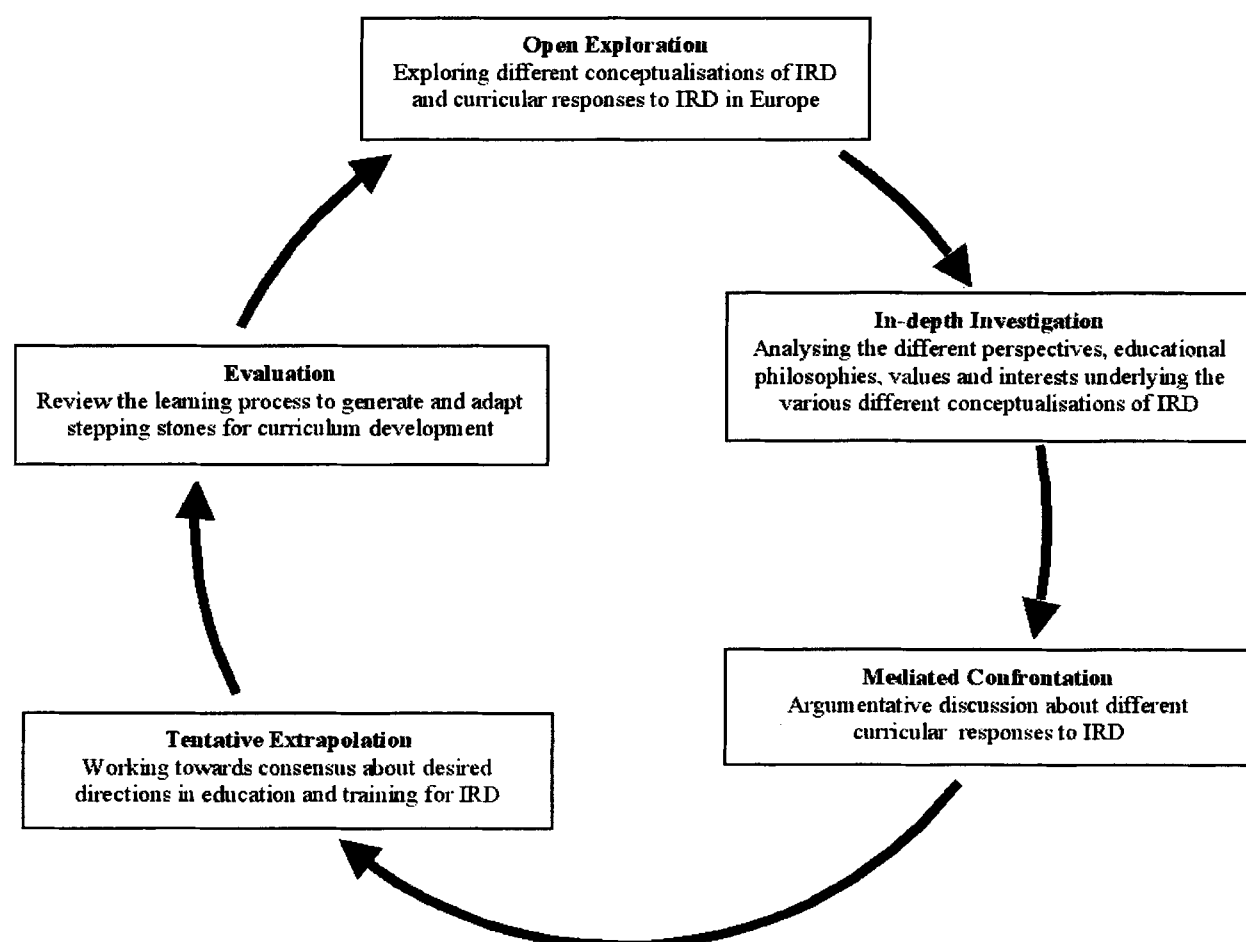 Open Exploration
Exploring different conceptualisations of IRD
and curricular responses to IRD in Europe
In-depth Investigation
Analysing the different perspectives, educational
philosophies, values and interests underlying the
various different conceptualisations of IRD
Mediated Confrontation
Argumentative discussion about different
curricular responses to IRD
Tentative Extrapolation
Working towards consensus about desired
directions in education and training for IRD
Evaluation
Review the learning process to generate and adapt
stepping stones for curriculum development